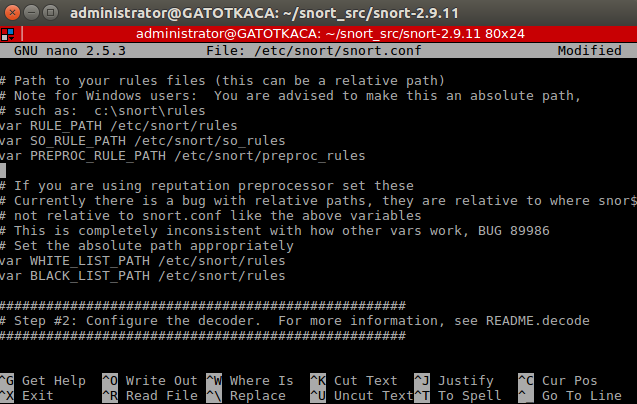 administrator@GATOTKACA: ~/snort_src/snort-2.9.11
administrator@GATOTKACA: ~/snort_src/snort-2.9.11 80x24
GNU nano 2.5.3 File: /etc/snort/snort.conf Modified
# Path to your rules files (this can be a relative path)
# Note for Windows users:  You are advised to make this an absolute path,
# such as:  c:\snort\rules
var RULE_PATH /etc/snort/rules
var SO_RULE_PATH /etc/snort/so_rules
var PREPROC_RULE_PATH /etc/snort/preproc_rules
# If you are using reputation preprocessor set these
# Currently there is a bug with relative paths, they are relative to where snor$
# not relative to snort.conf like the above variables
# This is completely inconsistent with how other vars work, BUG 89986
# Set the absolute path appropriately
var WHITE_LIST_PATH /etc/snort/rules
var BLACK_LIST_PATH /etc/snort/rules
###################################################
# Step #2: Configure the decoder.  For more information, see README.decode
###################################################
^G Get Help ^O Write Out ^W Where Is ^K Cut Text ^J Justify ^C Cur Pos
^X Exit ^R Read File ^\ Replace ^U Uncut Text ^T To Spell ^_ Go To Line